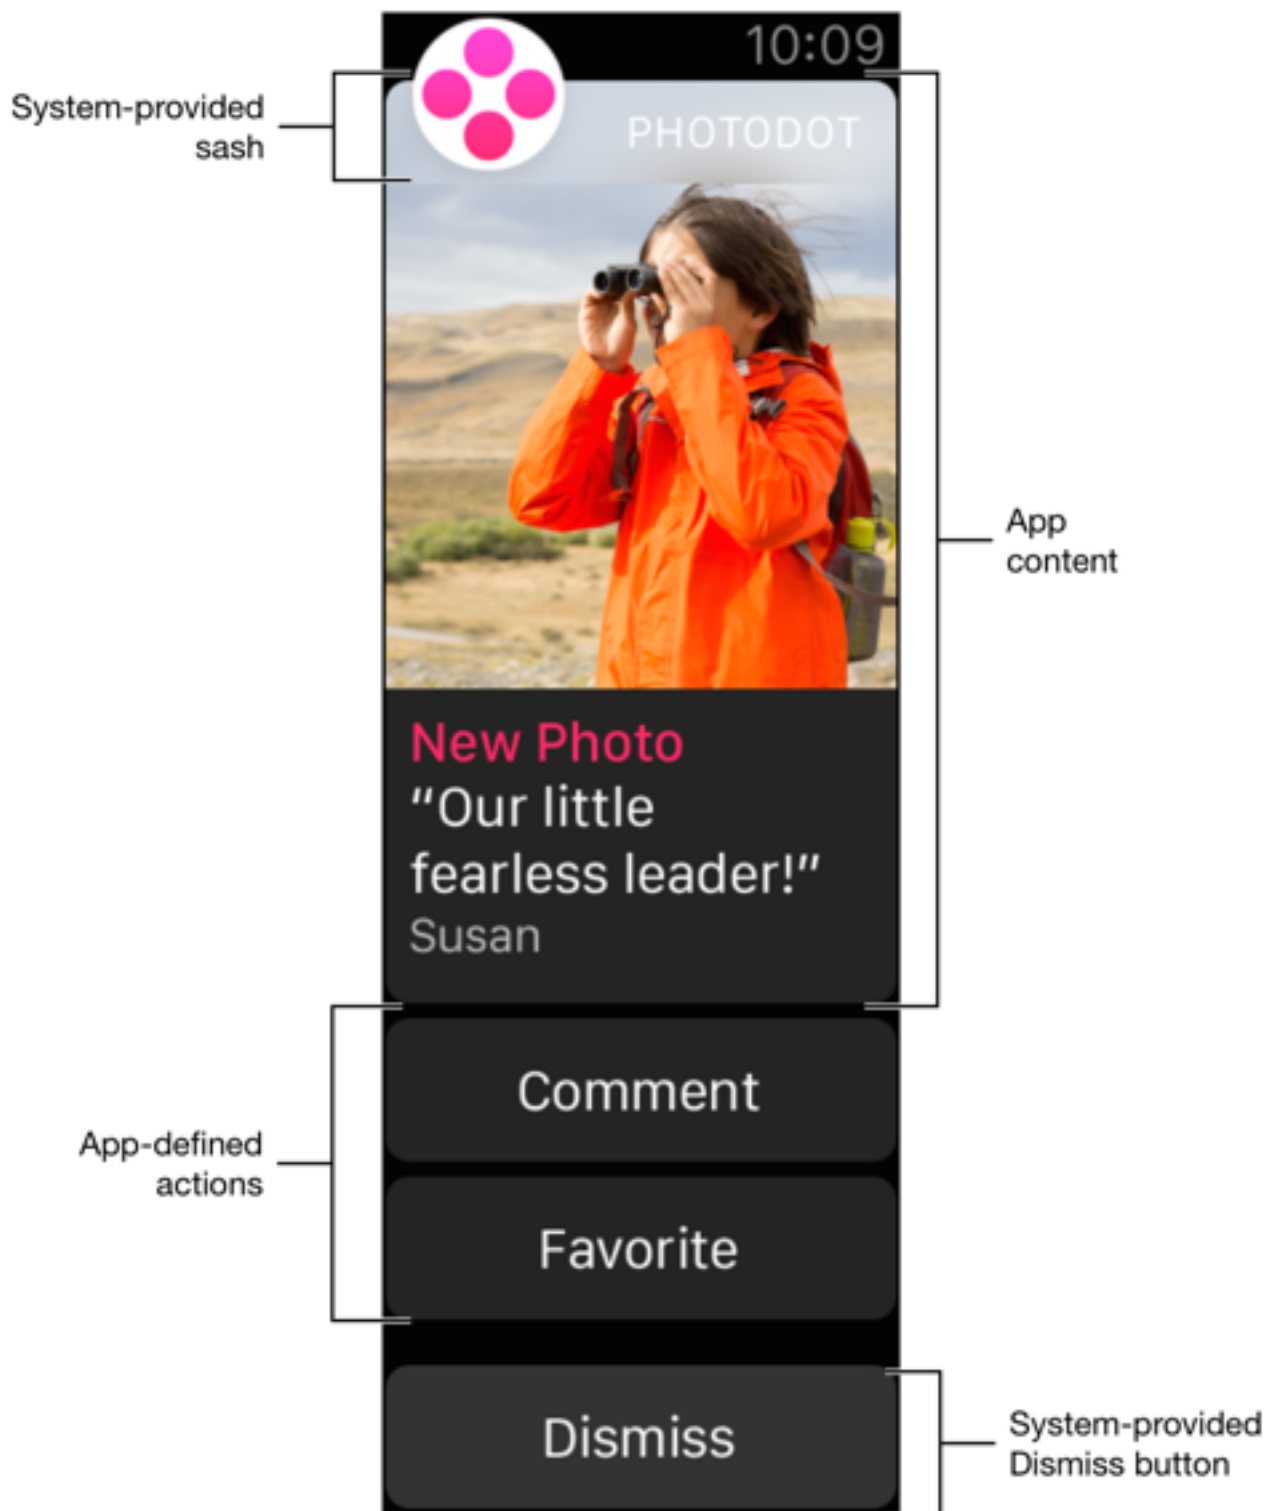 10:09
System-provided
sash
PHOTODOT
App
content
New Photo
“Our little
fearless leader!”
Susan
Comment
App-defined
actions
Favorite
Dismiss
System-provided
Dismiss button